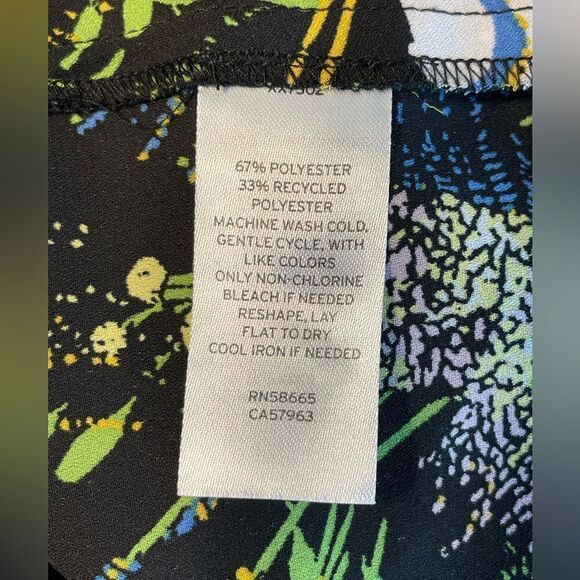 67% POLYESTER
33% RECYCLED
POLYESTER
MACHINE WASH COLD,
GENTLE CYCLE, WITH
LIKE COLORS
ONLY NON-CHLORINE
BLEACH IF NEEDED
RESHAPE, LAY
FLAT TO DRY
COOL IRON IF NEEDED
RN58665
CA57963